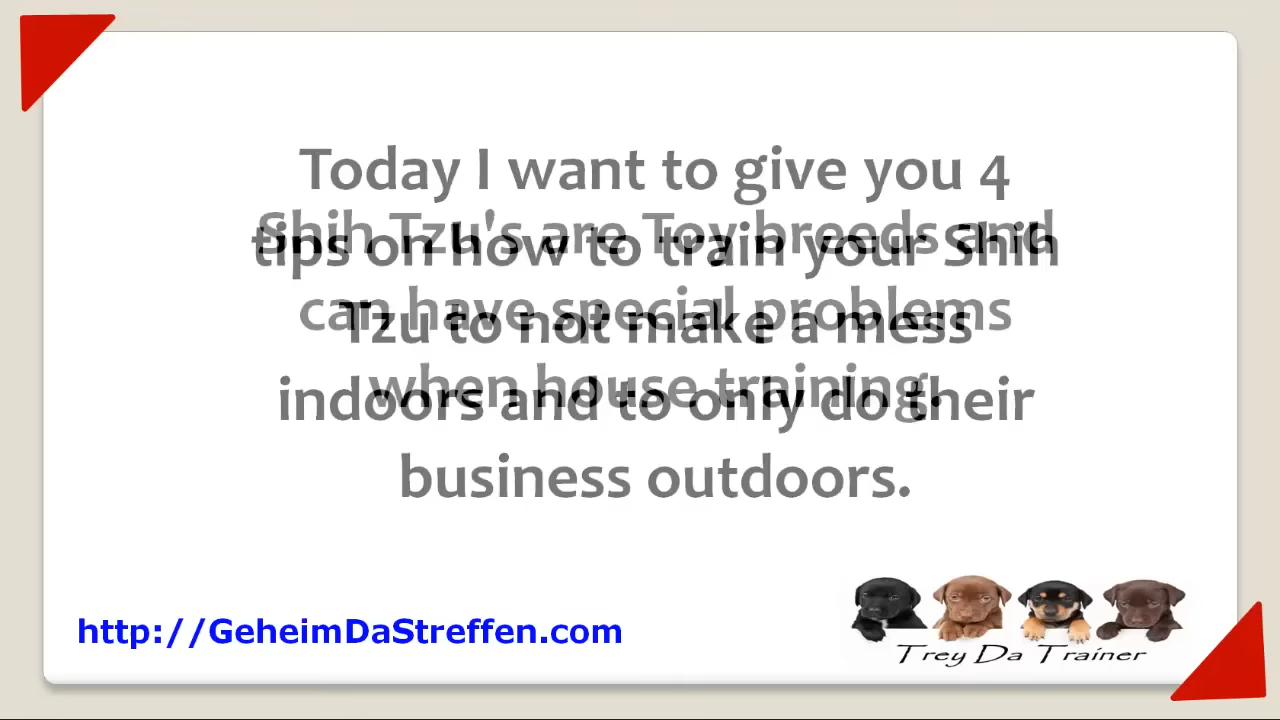 Today I want to give you 4
tips on how to train your Shih
Tzu to not make a mess
indoors and to only do their
business outdoors.
Shih Tzu's are Toy breeds and
can have special problems
when house training.
http://GeheimDaStreffen.com
Trey Da Trainer